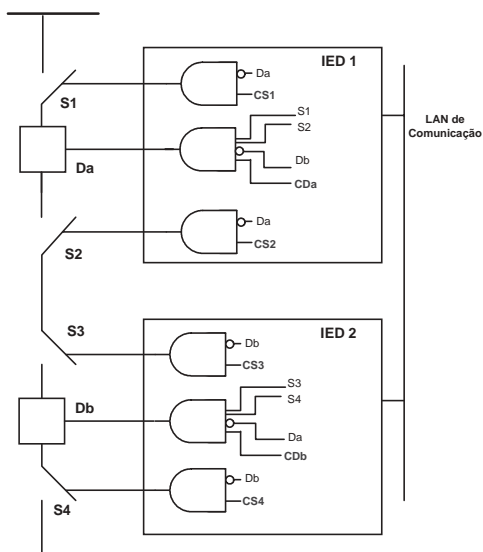 IED 1
Da
CS1
S1
S2
Db
CDa
Da
CS2
S1
Da
S2
LAN de
Comunicação
S3
Db
S4
IED 2
Db
CS3
S3
S4
Da
CDb
Db
CS4